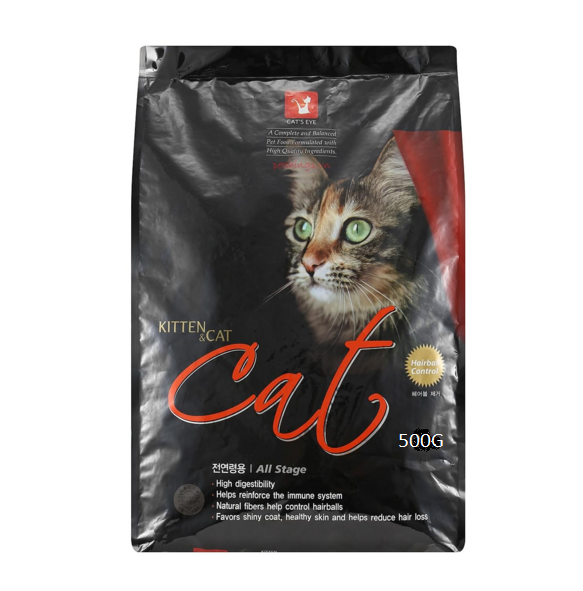 CAT'S EYE
A Complete and Balanced
Pet Food Formulated with
High Quality Ingredients.
KITTEN
&CAT
Cat
Hairball
Control
헤어볼 제거
500G
전연령용 | All Stage
· High digestibility
· Helps reinforce the immune system
· Natural fibers help control hairballs
· Favors shiny coat, healthy skin and helps reduce hair loss